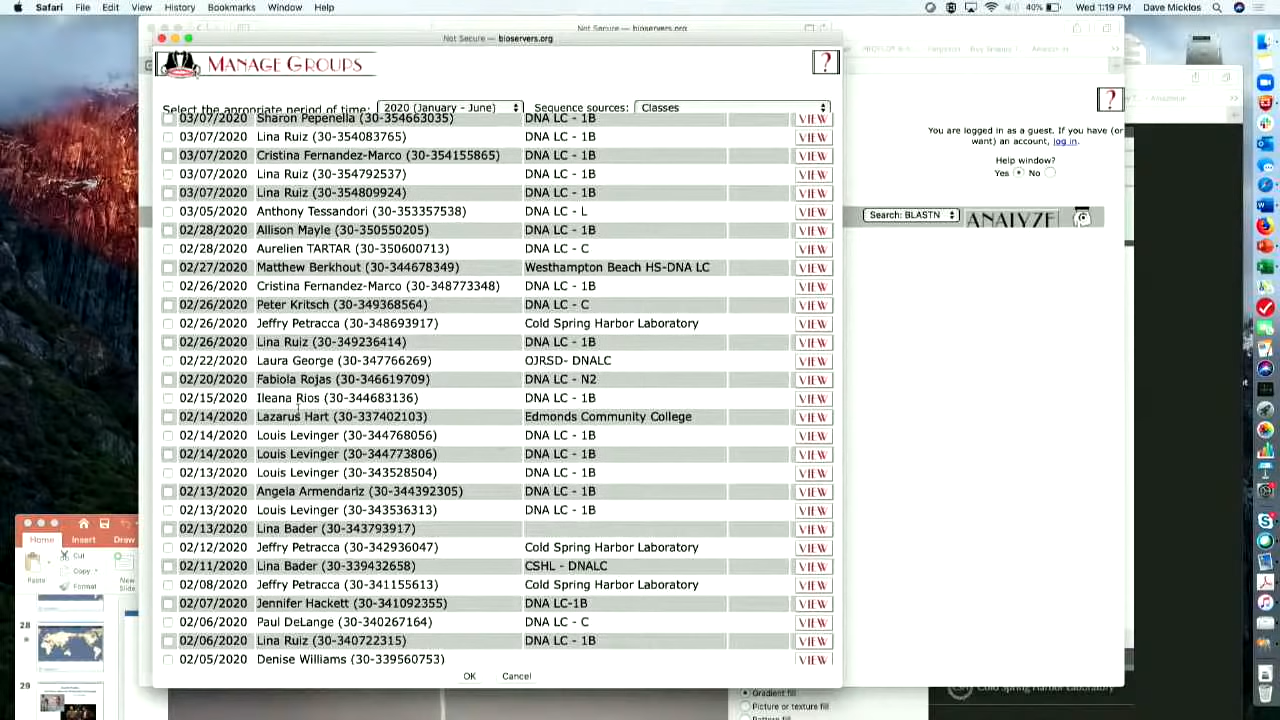 Safari File Edit View History Bookmarks Window Help 40% Wed 1:19 PM Dave Micklos
Not Secure — bioservers.org
Not Secure — bioservers.org
MANAGE GROUPS
?
?
Select the apropriate period of time: 2020 (January - June) Sequence sources: Classes
You are logged in as a guest. If you have (or
want) an account, log in.
Help window?
Yes No
Search: BLASTN ANALYZE
03/07/2020 Sharon Pepenella DNA LC - 1B VIEW
03/07/2020 Lina Ruiz (30-354083765) DNA LC - 1B VIEW
03/07/2020 Cristina Fernandez-Marco (30-354155865) DNA LC - 1B VIEW
03/07/2020 Lina Ruiz (30-354792537) DNA LC - 1B VIEW
03/07/2020 Lina Ruiz (30-354809924) DNA LC - 1B VIEW
03/05/2020 Anthony Tessandori (30-353357538) DNA LC - L VIEW
02/28/2020 Allison Mayle (30-350550205) DNA LC - 1B VIEW
02/28/2020 Aurelien TARTAR (30-350600713) DNA LC - C VIEW
02/27/2020 Matthew Berkhout (30-344678349) Westhampton Beach HS-DNA LC VIEW
02/26/2020 Cristina Fernandez-Marco (30-348773348) DNA LC - 1B VIEW
02/26/2020 Peter Kritsch (30-349368564) DNA LC - C VIEW
02/26/2020 Jeffry Petracca (30-348693917) Cold Spring Harbor Laboratory VIEW
02/26/2020 Lina Ruiz (30-349236414) DNA LC - 1B VIEW
02/22/2020 Laura George (30-347766269) OJRSD- DNALC VIEW
02/20/2020 Fabiola Rojas (30-346619709) DNA LC - N2 VIEW
02/15/2020 Ileana Rios (30-344683136) DNA LC - 1B VIEW
02/14/2020 Lazarus Hart (30-337402103) Edmonds Community College VIEW
02/14/2020 Louis Levinger (30-344768056) DNA LC - 1B VIEW
02/14/2020 Louis Levinger (30-344773806) DNA LC - 1B VIEW
02/13/2020 Louis Levinger (30-343528504) DNA LC - 1B VIEW
02/13/2020 Angela Armendariz (30-344392305) DNA LC - 1B VIEW
02/13/2020 Louis Levinger (30-343536313) DNA LC - 1B VIEW
02/13/2020 Lina Bader (30-343793917) VIEW
02/12/2020 Jeffry Petracca (30-342936047) Cold Spring Harbor Laboratory VIEW
02/11/2020 Lina Bader (30-339432658) CSHL - DNALC VIEW
02/08/2020 Jeffry Petracca (30-341155613) Cold Spring Harbor Laboratory VIEW
02/07/2020 Jennifer Hackett (30-341092355) DNA LC-1B VIEW
02/06/2020 Paul DeLange (30-340267164) DNA LC - C VIEW
02/06/2020 Lina Ruiz (30-340722315) DNA LC - 1B VIEW
02/05/2020 Denise Williams (30-339560753) VIEW
OK Cancel
Home Insert Draw
Paste Cut Copy Format New Slide
28
29
Gradient fill
Picture or texture fill
Cold Spring Harbor Laboratory